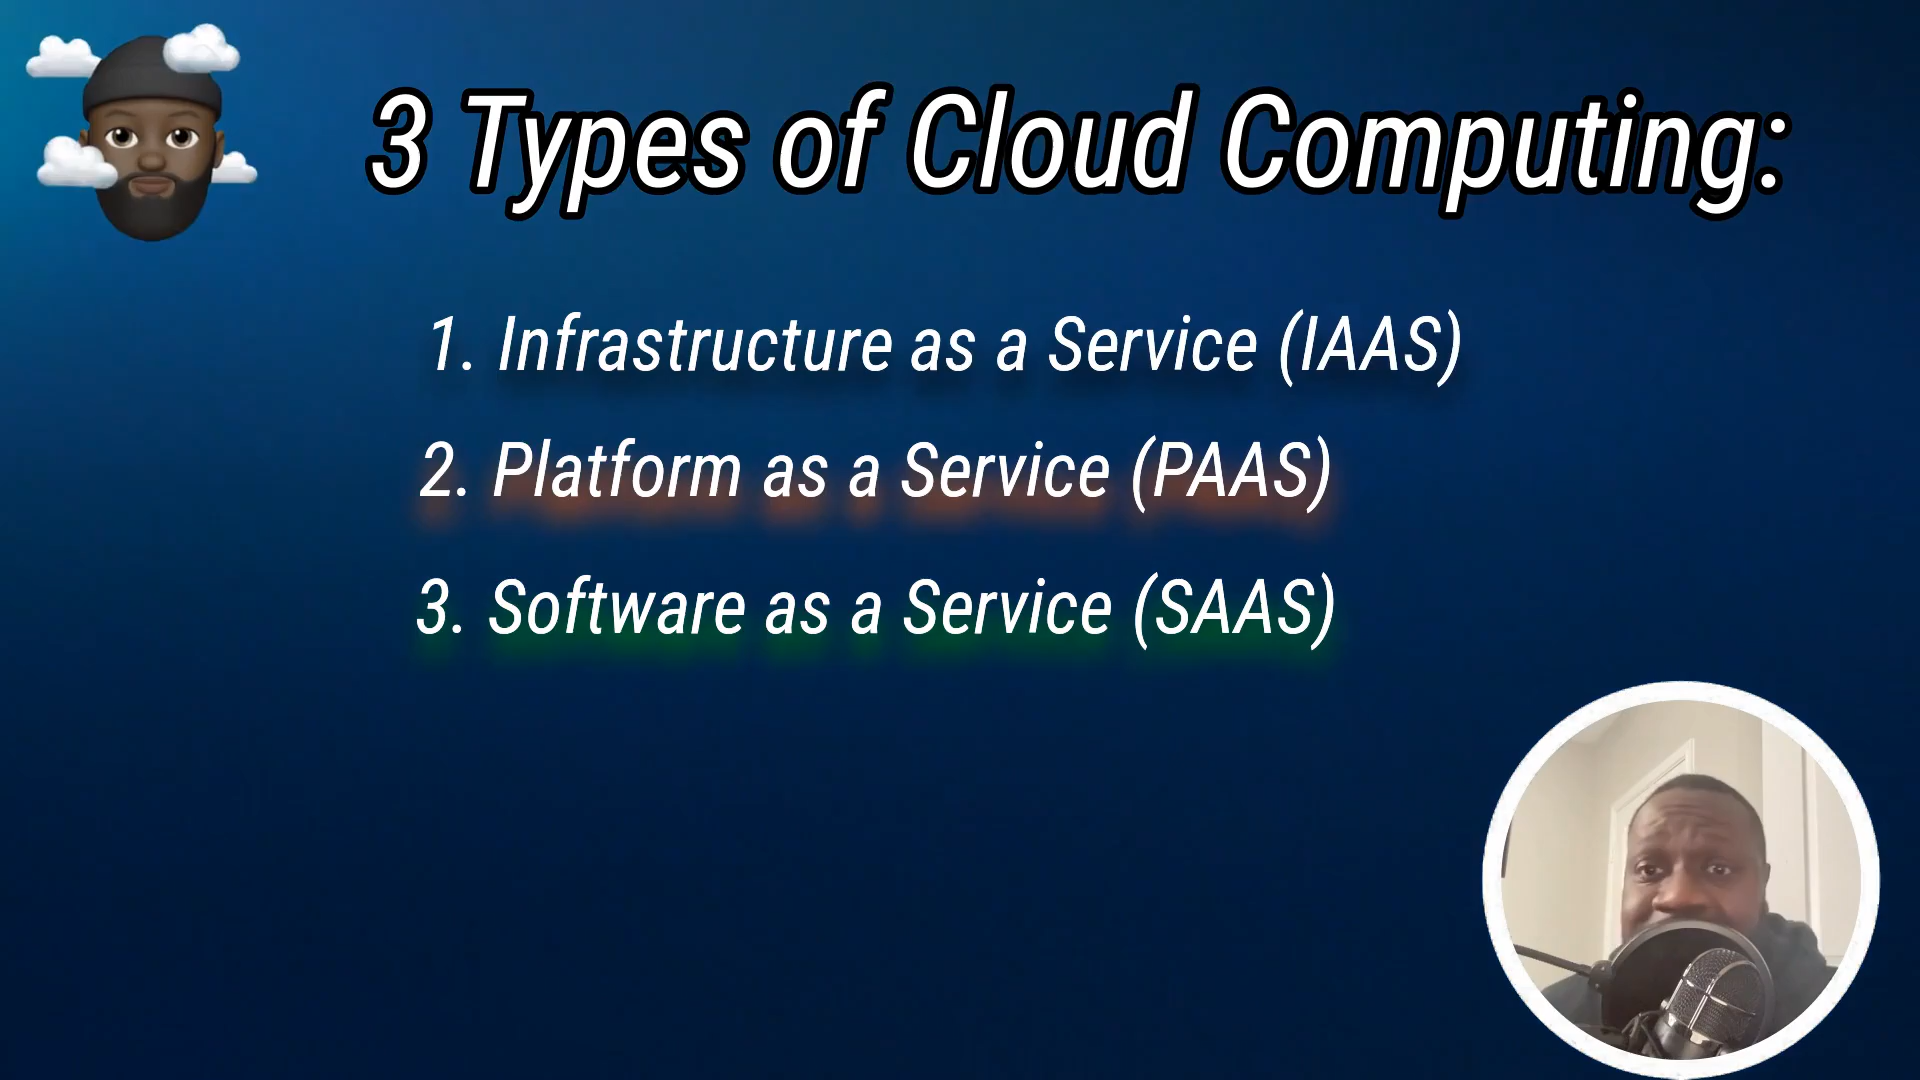 3 Types of Cloud Computing:
1. Infrastructure as a Service (IAAS)
2. Platform as a Service (PAAS)
3. Software as a Service (SAAS)